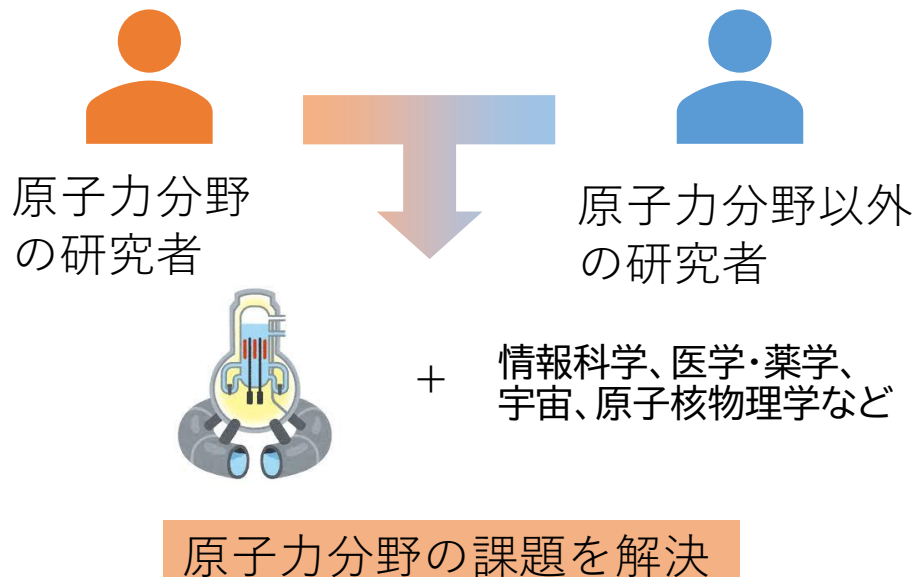 原子力分野
の研究者
原子力分野以外
の研究者
+
情報科学、医学・薬学、
宇宙、原子核物理学など
原子力分野の課題を解決